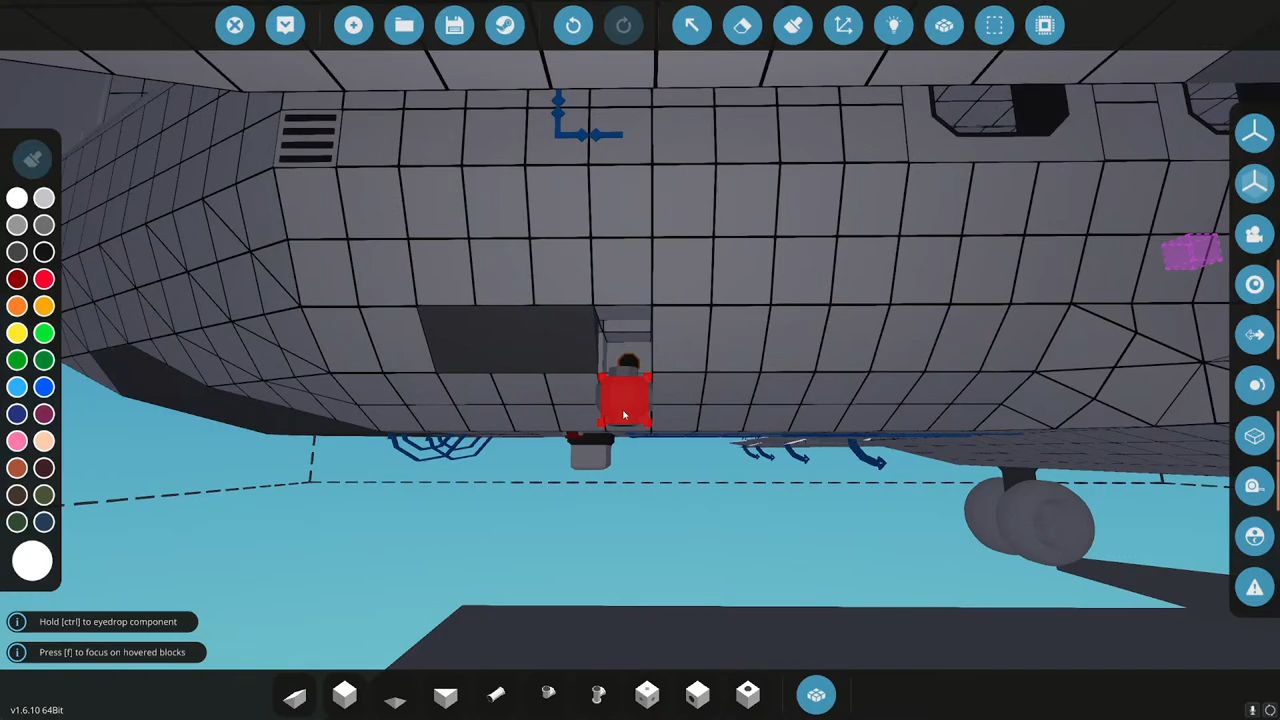 Hold [ctrl] to eyedrop component
Press [f] to focus on hovered blocks
v1.6.10 64Bit